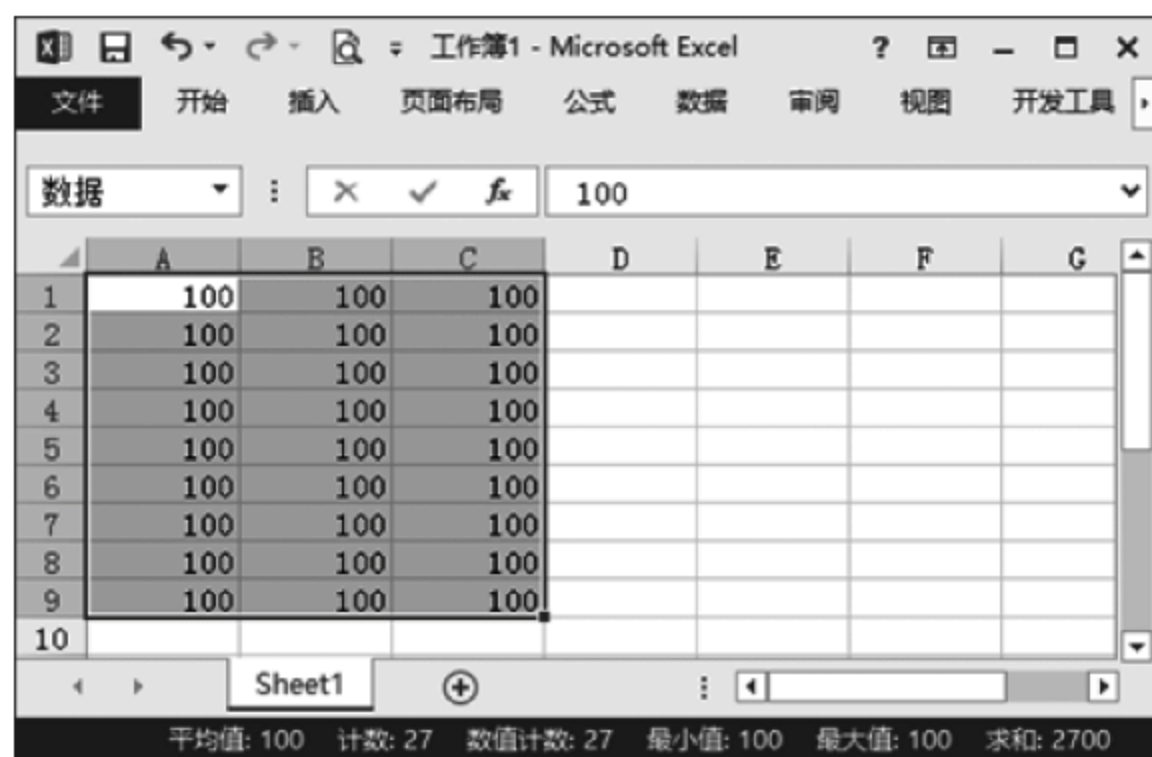 工作簿1 - Microsoft Excel ?
文件 开始 插入 页面布局 公式 数据 审阅 视图 开发工具
数据 fx 100
A B C D E F G
1 100 100 100
2 100 100 100
3 100 100 100
4 100 100 100
5 100 100 100
6 100 100 100
7 100 100 100
8 100 100 100
9 100 100 100
10
Sheet1
平均值: 100 计数: 27 数值计数: 27 最小值: 100 最大值: 100 求和: 2700